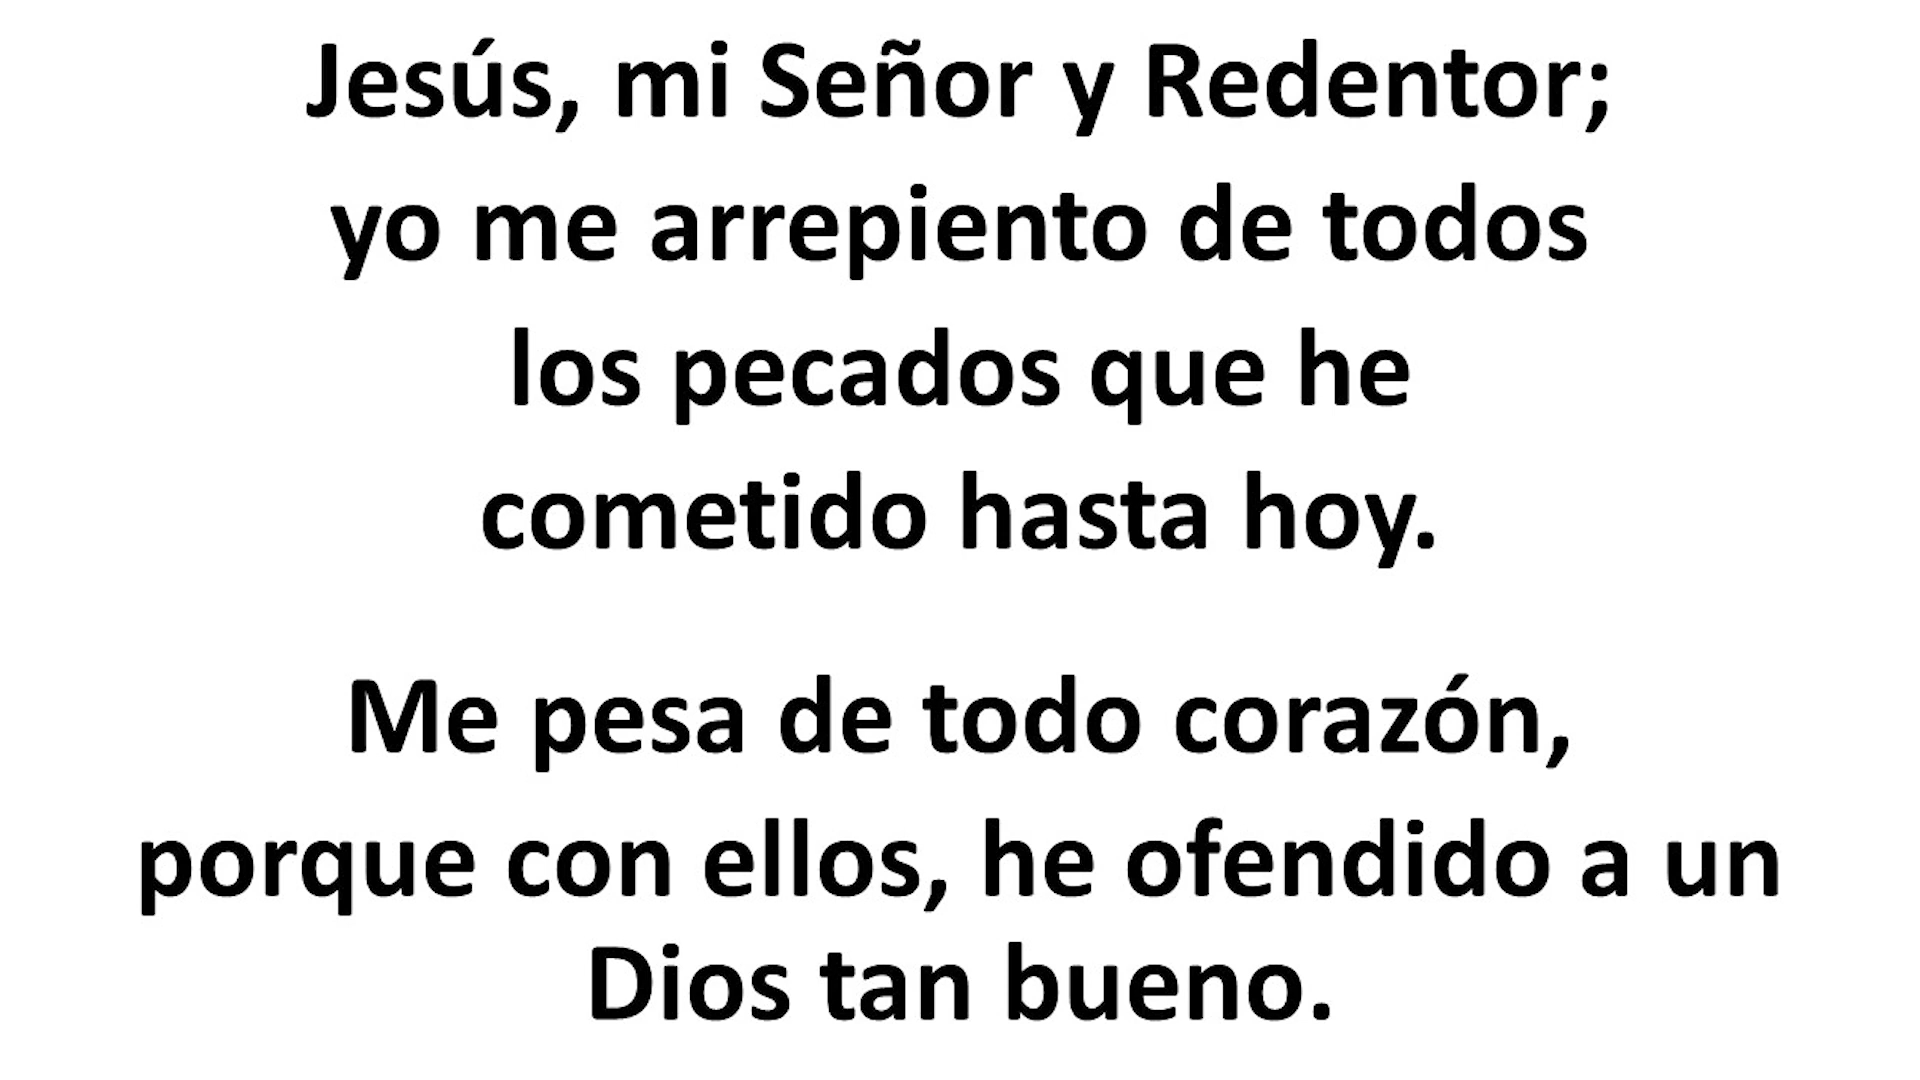 Jesús, mi Señor y Redentor;
yo me arrepiento de todos
los pecados que he
cometido hasta hoy.
Me pesa de todo corazón,
porque con ellos, he ofendido a un
Dios tan bueno.